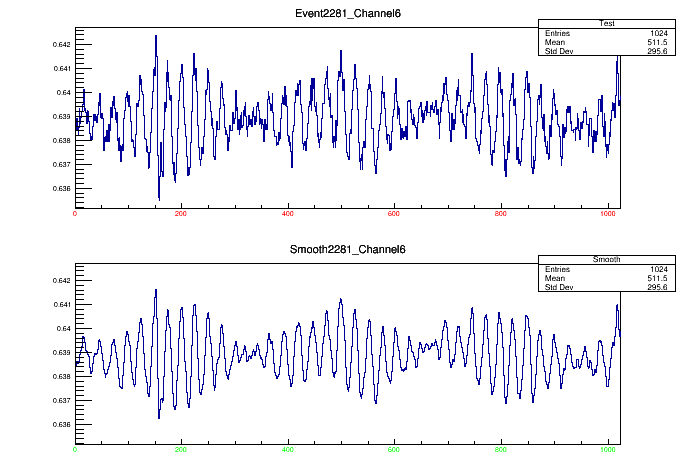 Event2281_Channel6
Test
Entries 1024
Mean 511.5
Std Dev 295.6
0.642
0.641
0.64
0.639
0.638
0.637
0.636
0 200 400 600 800 1000
Smooth2281_Channel6
Smooth
Entries 1024
Mean 511.5
Std Dev 295.6
0.642
0.641
0.64
0.639
0.638
0.637
0.636
0 200 400 600 800 1000